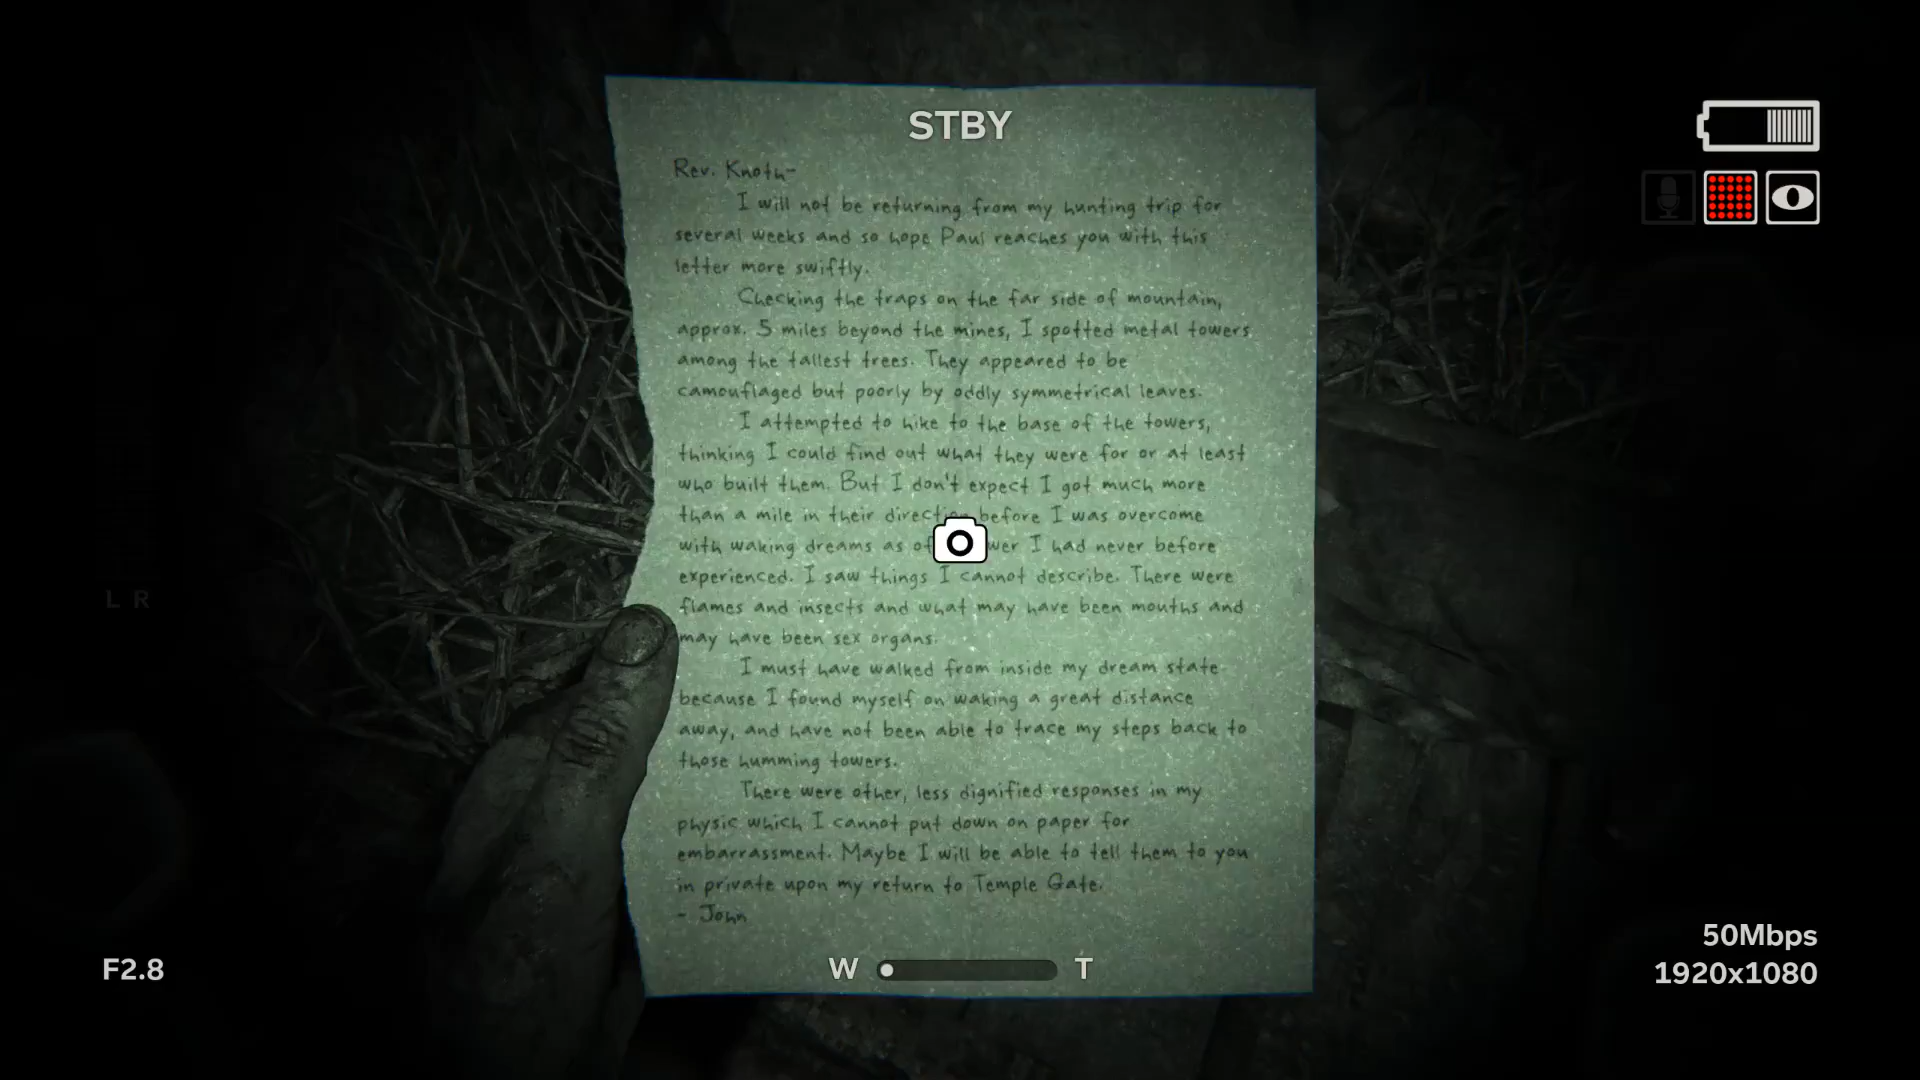 STBY
Rev. Knoth-
I will not be returning from my hunting trip for
several weeks and so hope Paul reaches you with this
letter more swiftly.
Checking the traps on the far side of mountain,
approx. 5 miles beyond the mines, I spotted metal towers
among the tallest trees. They appeared to be
camouflaged but poorly by oddly symmetrical leaves.
I attempted to hike to the base of the towers,
thinking I could find out what they were for or at least
who built them. But I don't expect I got much more
than a mile in their direction before I was overcome
with waking dreams as of I had never before
experienced. I saw things I cannot describe. There were
flames and insects and what may have been mouths and
may have been sex organs.
I must have walked from inside my dream state
because I found myself on waking a great distance
away, and have not been able to trace my steps back to
those humming towers.
There were other, less dignified responses in my
physic which I cannot put down on paper for
embarrassment. Maybe I will be able to tell them to you
in private upon my return to Temple Gate.
- John
L R
F2.8
W T
50Mbps
1920x1080